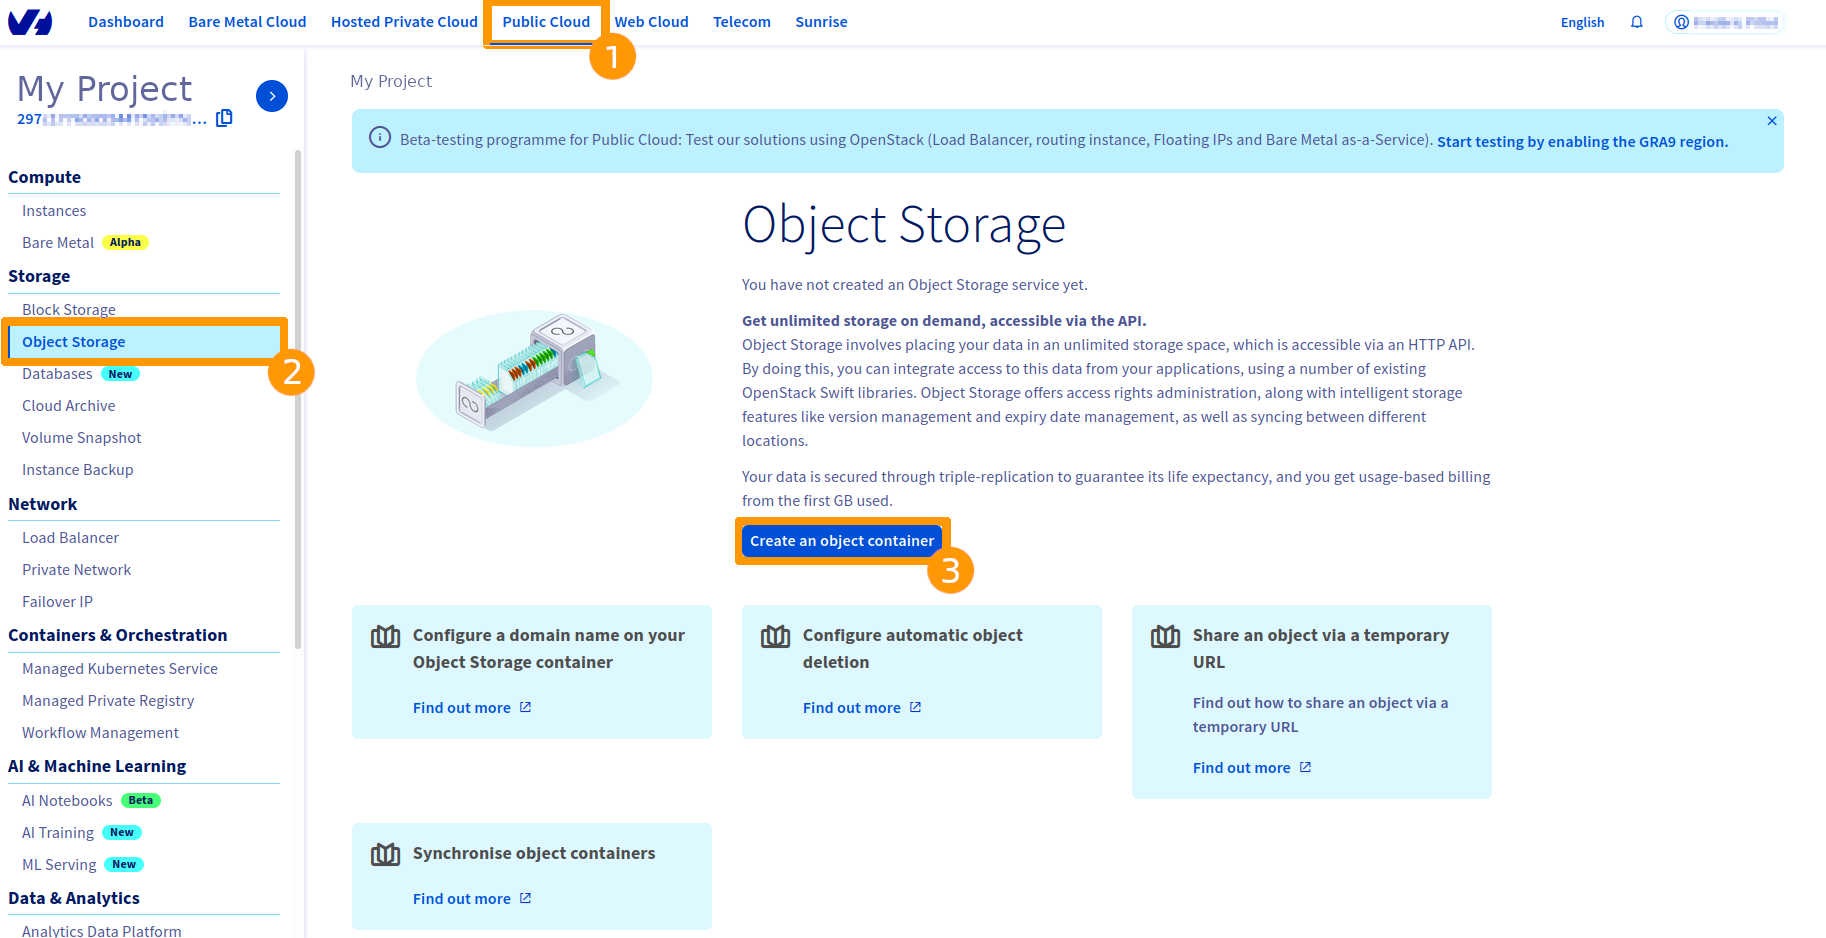 Dashboard Bare Metal Cloud Hosted Private Cloud Public Cloud Web Cloud Telecom Sunrise English
1
My Project
297 ...
Compute
Instances
Bare Metal Alpha
Storage
Block Storage
Object Storage
2
Databases New
Cloud Archive
Volume Snapshot
Instance Backup
Network
Load Balancer
Private Network
Failover IP
Containers & Orchestration
Managed Kubernetes Service
Managed Private Registry
Workflow Management
AI & Machine Learning
AI Notebooks Beta
AI Training New
ML Serving New
Data & Analytics
Analytics Data Platform
My Project
Beta-testing programme for Public Cloud: Test our solutions using OpenStack (Load Balancer, routing instance, Floating IPs and Bare Metal as-a-Service). Start testing by enabling the GRA9 region.
Object Storage
You have not created an Object Storage service yet.
Get unlimited storage on demand, accessible via the API.
Object Storage involves placing your data in an unlimited storage space, which is accessible via an HTTP API.
By doing this, you can integrate access to this data from your applications, using a number of existing
OpenStack Swift libraries. Object Storage offers access rights administration, along with intelligent storage
features like version management and expiry date management, as well as syncing between different
locations.
Your data is secured through triple-replication to guarantee its life expectancy, and you get usage-based billing
from the first GB used.
Create an object container
3
Configure a domain name on your
Object Storage container
Find out more
Configure automatic object
deletion
Find out more
Share an object via a temporary
URL
Find out how to share an object via a
temporary URL
Find out more
Synchronise object containers
Find out more